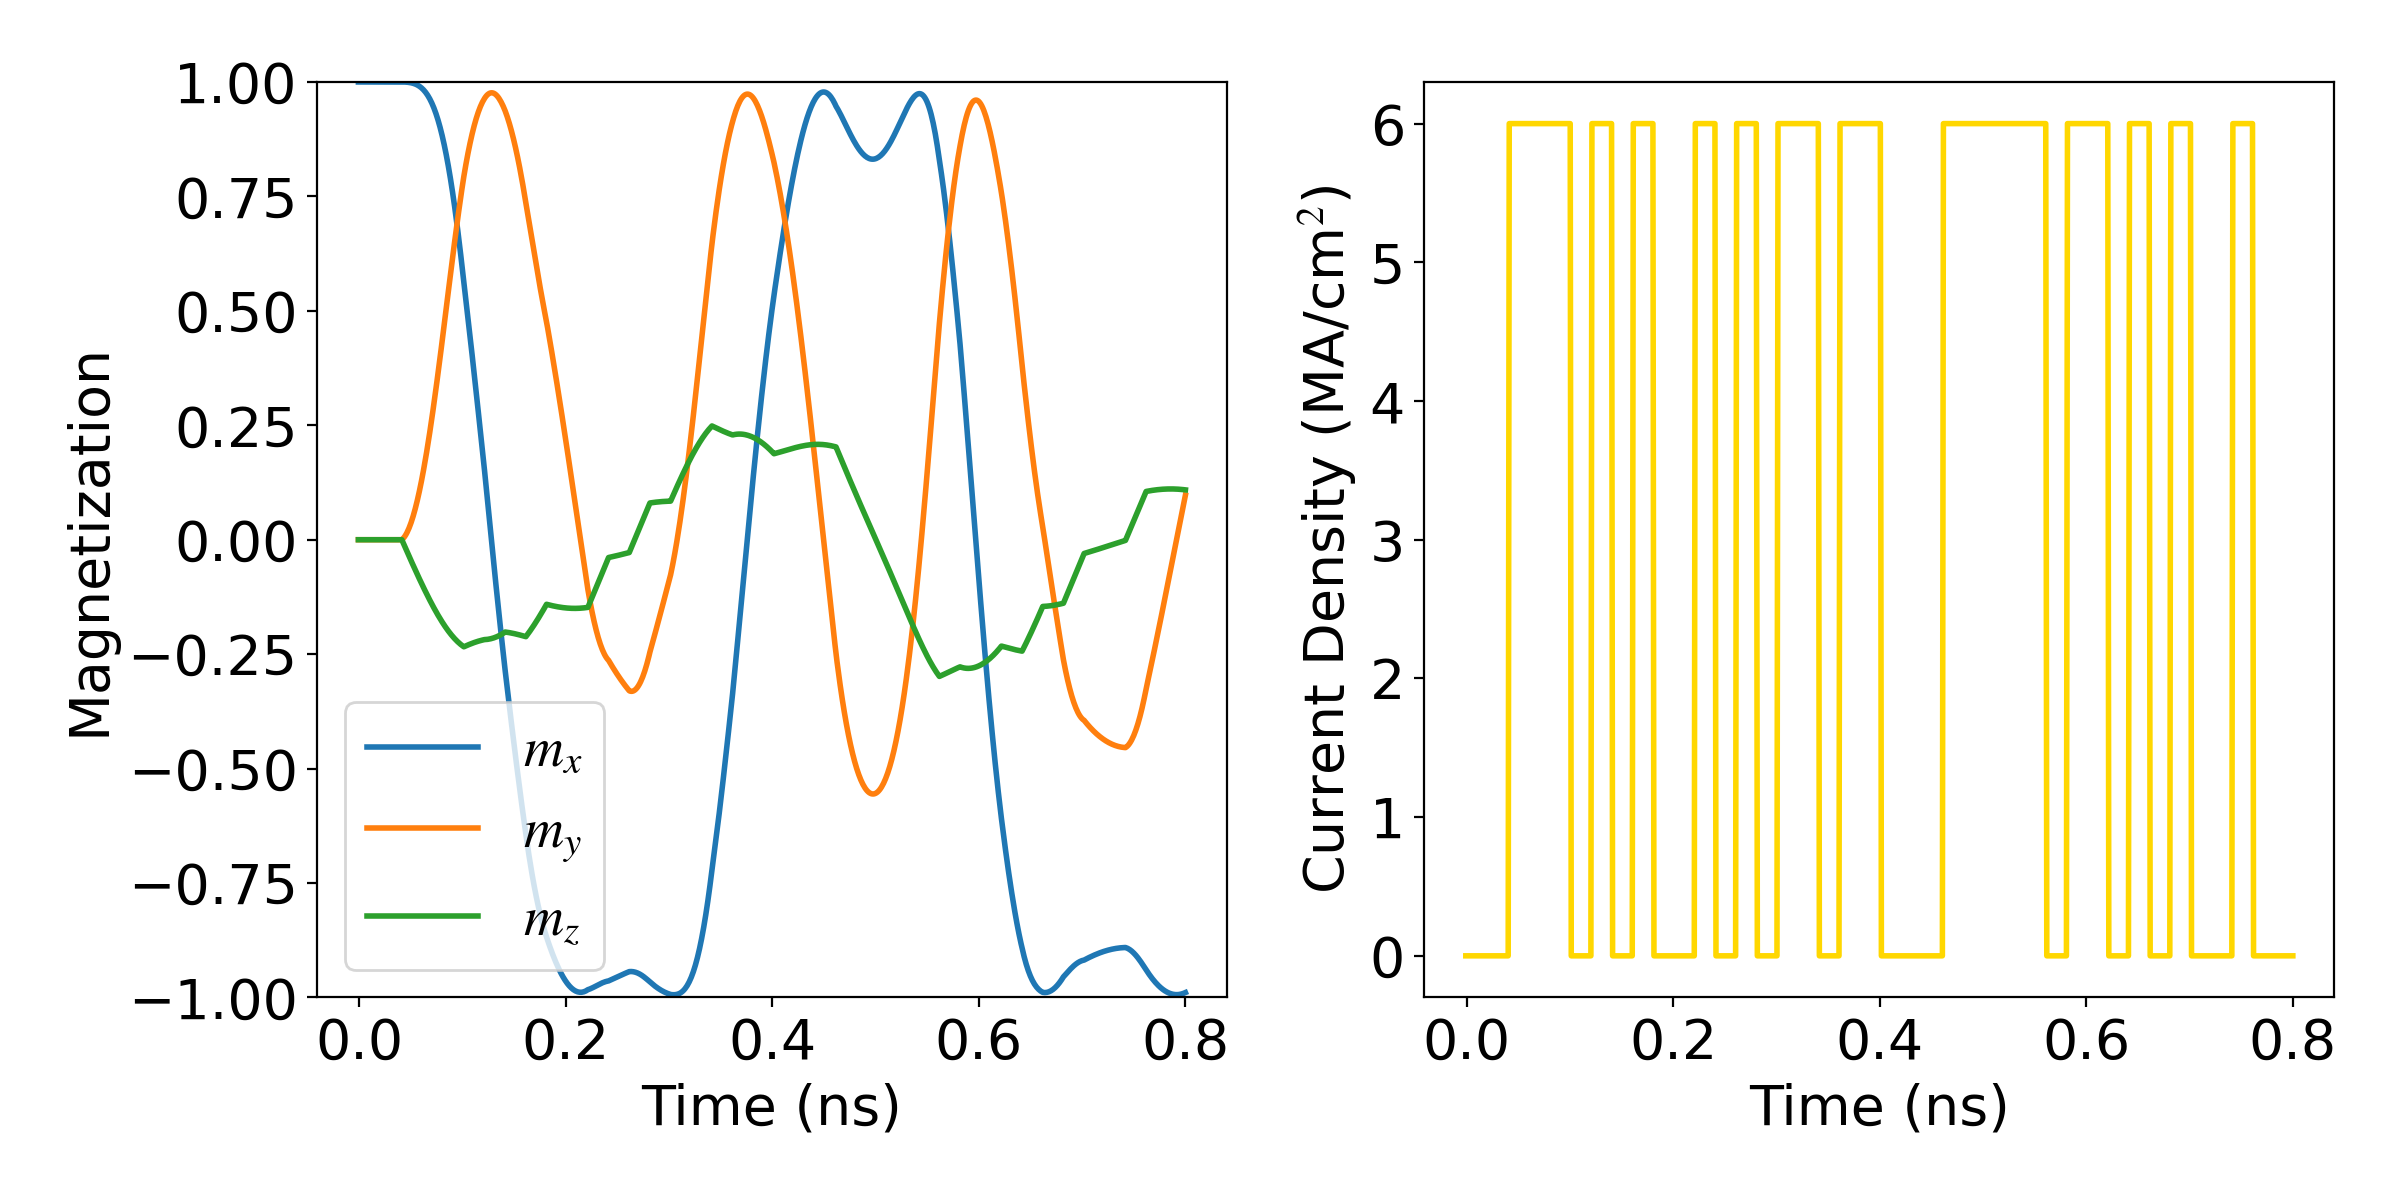 1.00
0.75
0.50
0.25
0.00
−0.25
−0.50
−0.75
−1.00
Magnetization
m_x
m_y
m_z
0.0 0.2 0.4 0.6 0.8
Time (ns)
6
5
4
3
2
1
0
Current Density (MA/cm²)
0.0 0.2 0.4 0.6 0.8
Time (ns)